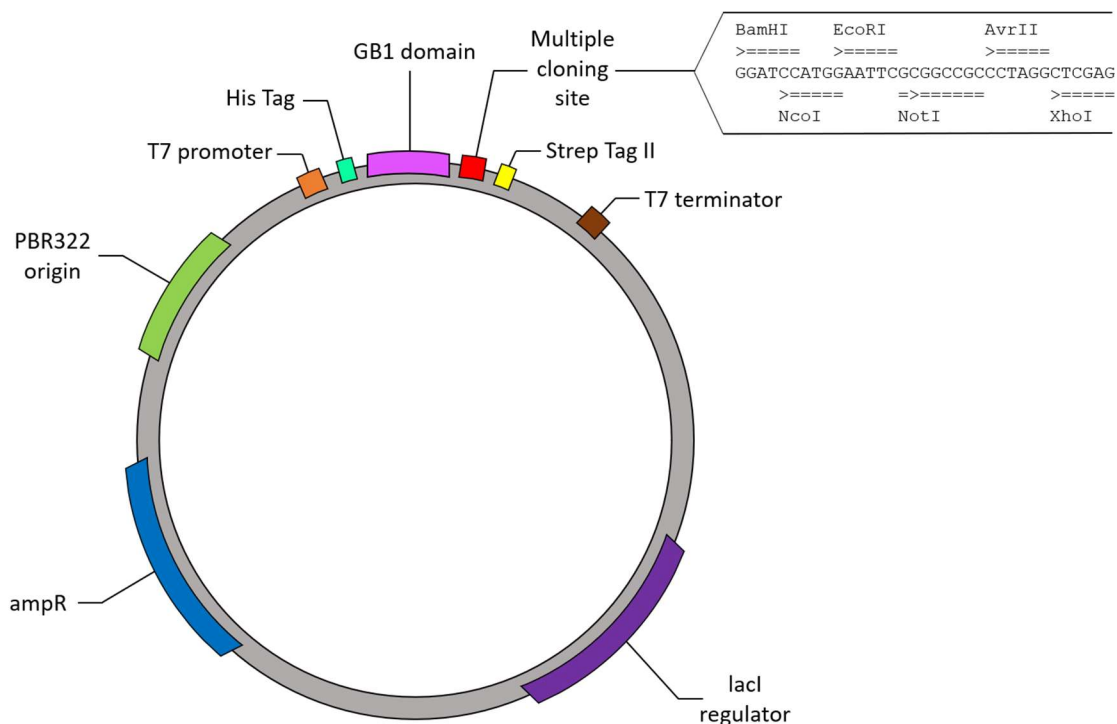 BamHI EcoRI AvrII
>===== >===== >=====
GGATCCATGGAATTCGCGGCCGCCCTAGGCTCGAG
>===== =>====== >=====
NcoI NotI XhoI
Multiple
cloning
site
GB1 domain
His Tag
T7 promoter
Strep Tag II
T7 terminator
PBR322
origin
ampR
lacI
regulator